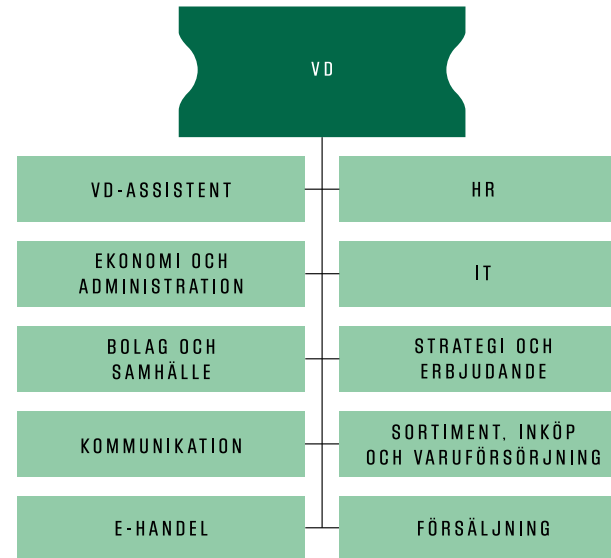 VD
VD-ASSISTENT
HR
EKONOMI OCH
ADMINISTRATION
IT
BOLAG OCH
SAMHÄLLE
STRATEGI OCH
ERBJUDANDE
KOMMUNIKATION
SORTIMENT, INKÖP
OCH VARUFÖRSÖRJNING
E-HANDEL
FÖRSÄLJNING